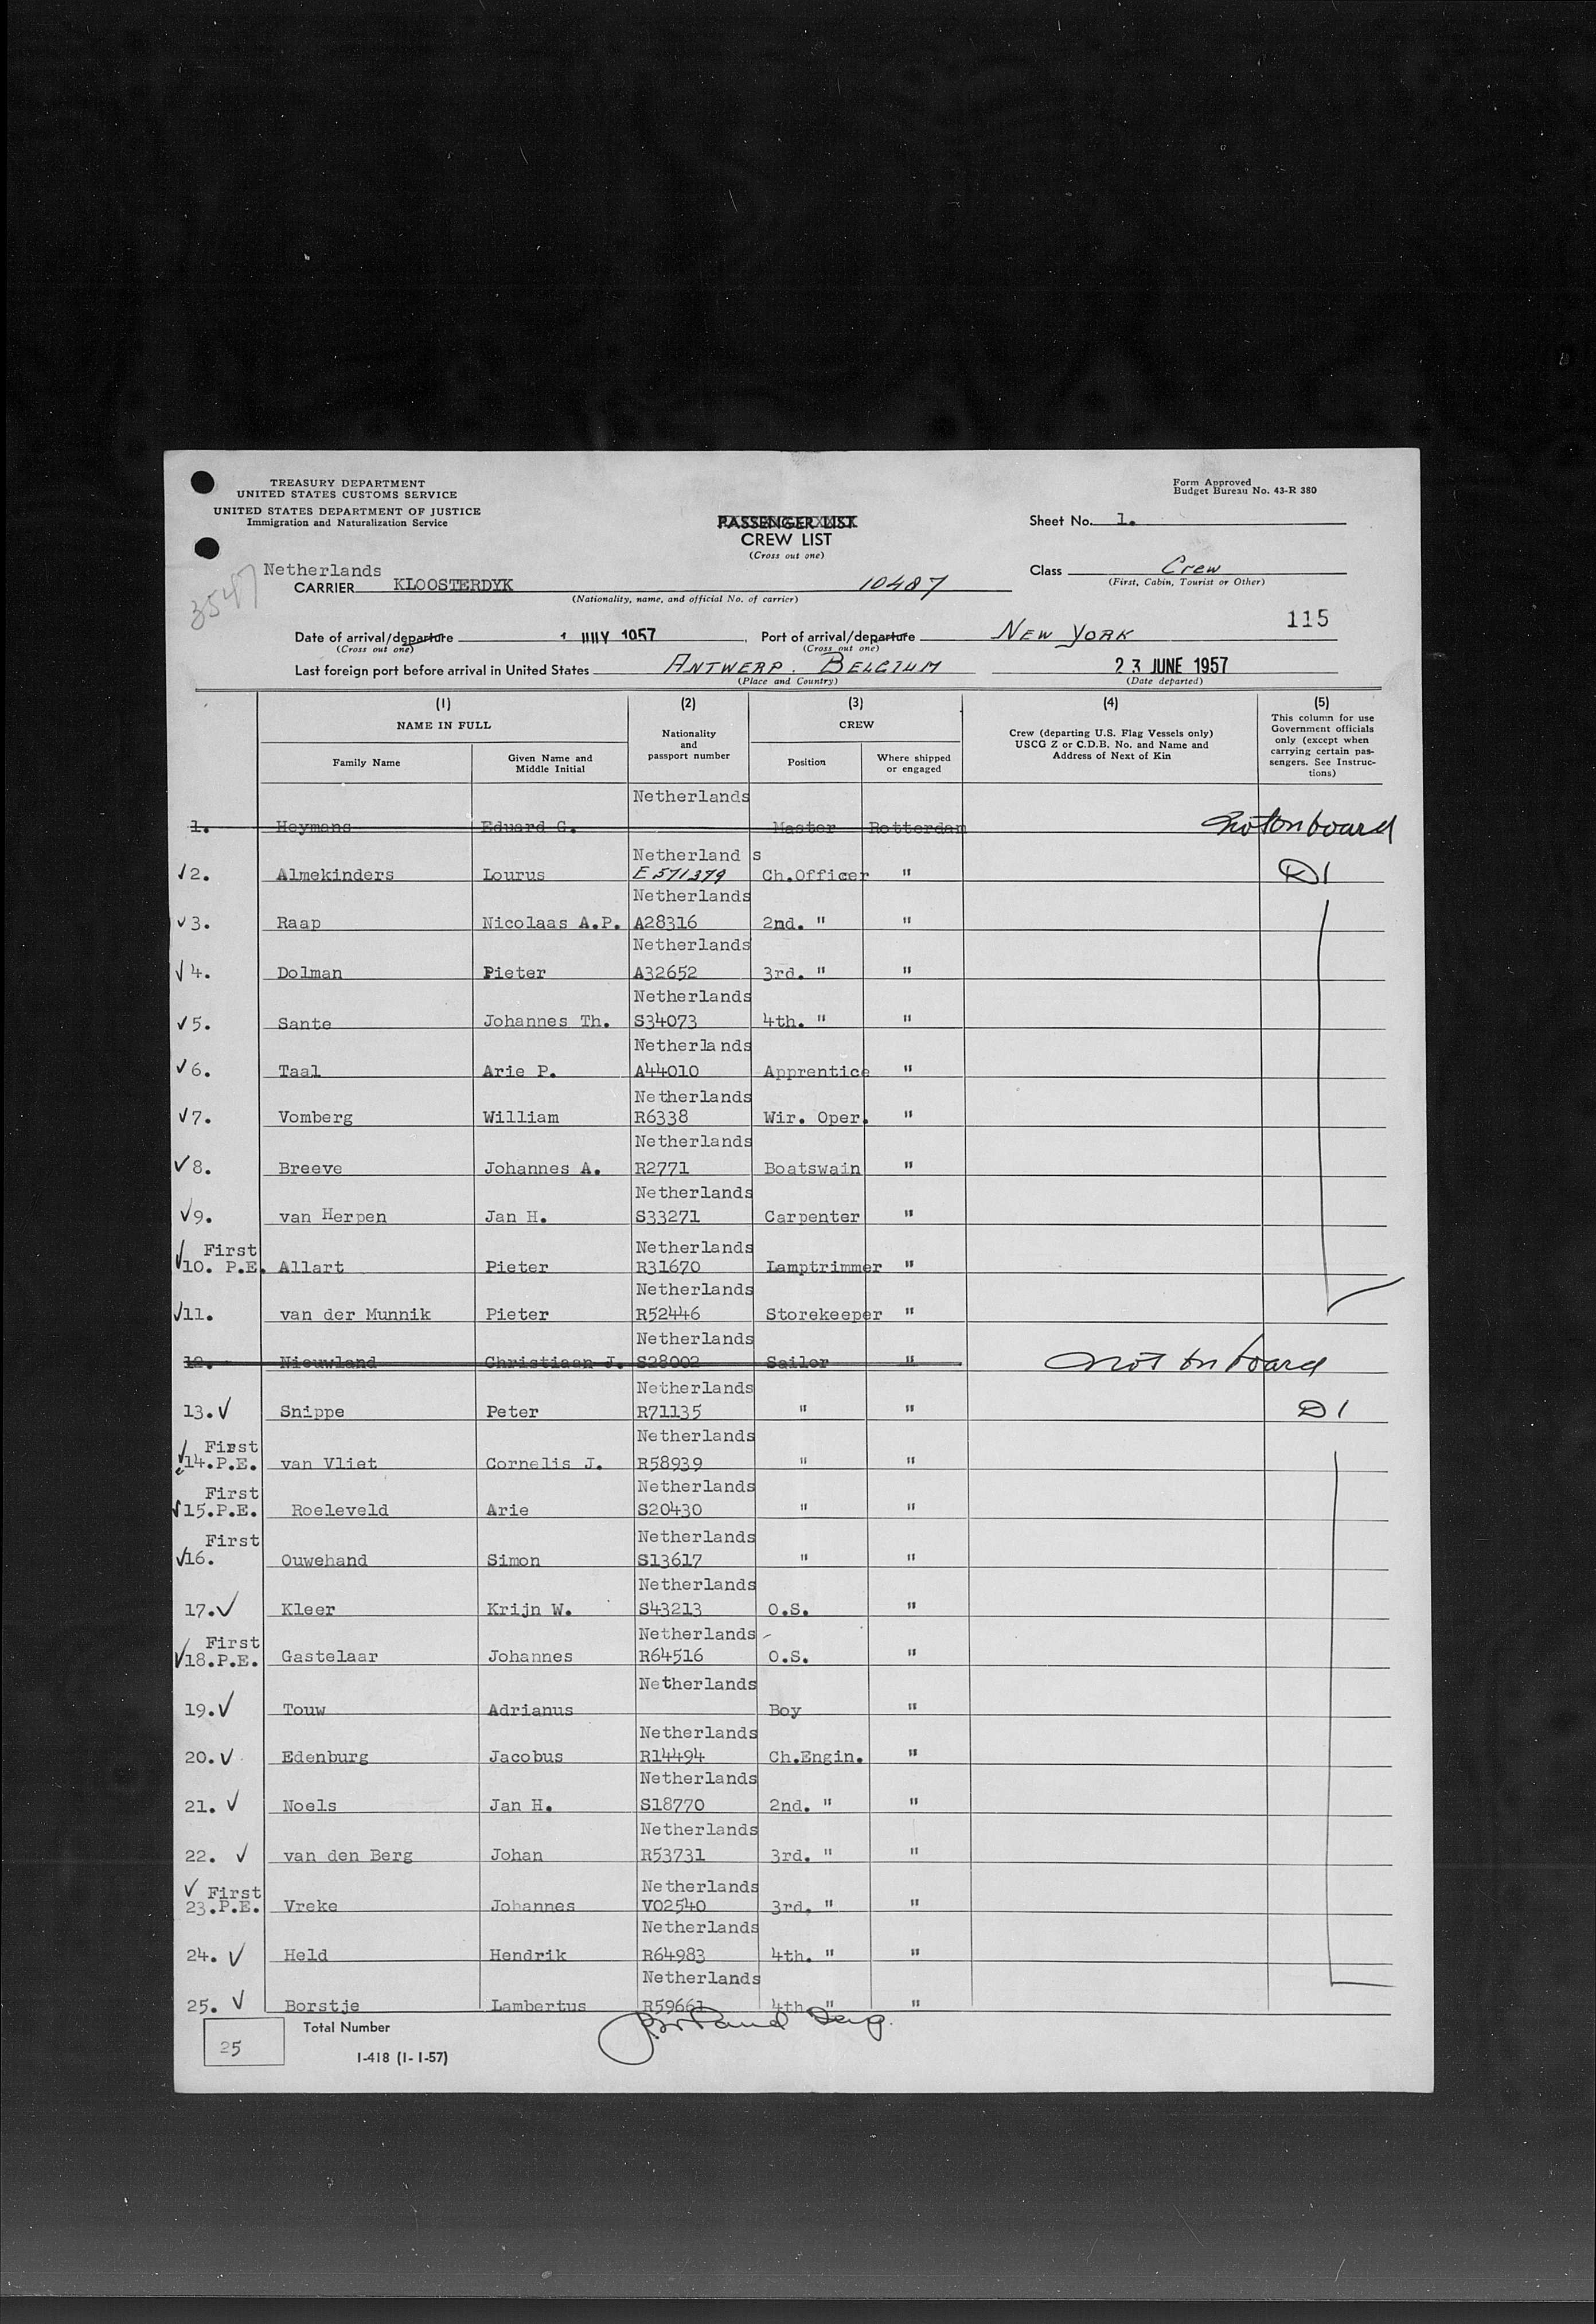 TREASURY DEPARTMENT
UNITED STATES CUSTOMS SERVICE
UNITED STATES DEPARTMENT OF JUSTICE
Immigration and Naturalization Service
Form Approved
Budget Bureau No. 43-R 380
PASSENGER LIST
CREW LIST
(Cross out one)
Sheet No. 1.
3547
Netherlands
CARRIER KLOOSTERDYK 10487
(Nationality, name, and official No. of carrier)
Class Crew
(First, Cabin, Tourist or Other)
115
Date of arrival/departure 1 JULY 1957, Port of arrival/departure NEW YORK
(Cross out one) (Cross out one)
Last foreign port before arrival in United States ANTWERP. BELGIUM 23 JUNE 1957
(Place and Country) (Date departed)
(1) (2) (3) (4) (5)
NAME IN FULL
Family Name
Given Name and Middle Initial
Nationality and passport number
CREW
Position
Where shipped or engaged
Crew (departing U.S. Flag Vessels only)
USCG Z or C.D.B. No. and Name and
Address of Next of Kin
This column for use
Government officials
only (except when
carrying certain pas-
sengers. See Instruc-
tions)
Netherlands
1. Heymans Eduard G. Master Rotterdam not on board
Netherland s
2. Almekinders Lourus E571379 Ch.Officer " D1
Netherlands
3. Raap Nicolaas A.P. A28316 2nd. " "
Netherlands
4. Dolman Pieter A32652 3rd. " "
Netherlands
5. Sante Johannes Th. S34073 4th. " "
Netherlands
6. Taal Arie P. A44010 Apprentice "
Netherlands
7. Vomberg William R6338 Wir. Oper. "
Netherlands
8. Breeve Johannes A. R2771 Boatswain "
Netherlands
9. van Herpen Jan H. S33271 Carpenter "
First Netherlands
10. P.E. Allart Pieter R31670 Lamptrimmer "
Netherlands
11. van der Munnik Pieter R52446 Storekeeper "
Netherlands
12. Nieuwland Christiaan J. S28002 Sailor " not on board
Netherlands
13. Snippe Peter R71135 " " D1
First Netherlands
14.P.E. van Vliet Cornelis J. R58939 " "
First Netherlands
15.P.E. Roeleveld Arie S20430 " "
First Netherlands
16. Ouwehand Simon S13617 " "
Netherlands
17. Kleer Krijn W. S43213 O.S. "
First Netherlands
18.P.E. Gastelaar Johannes R64516 O.S. "
Netherlands
19. Touw Adrianus Boy "
Netherlands
20. Edenburg Jacobus R14494 Ch.Engin. "
Netherlands
21. Noels Jan H. S18770 2nd. " "
Netherlands
22. van den Berg Johan R53731 3rd. " "
First Netherlands
23.P.E. Vreke Johannes V02540 3rd. " "
Netherlands
24. Held Hendrik R64983 4th. " "
Netherlands
25. Borstje Lambertus R59661 4th. " "
25
Total Number
I-418 (1-1-57)